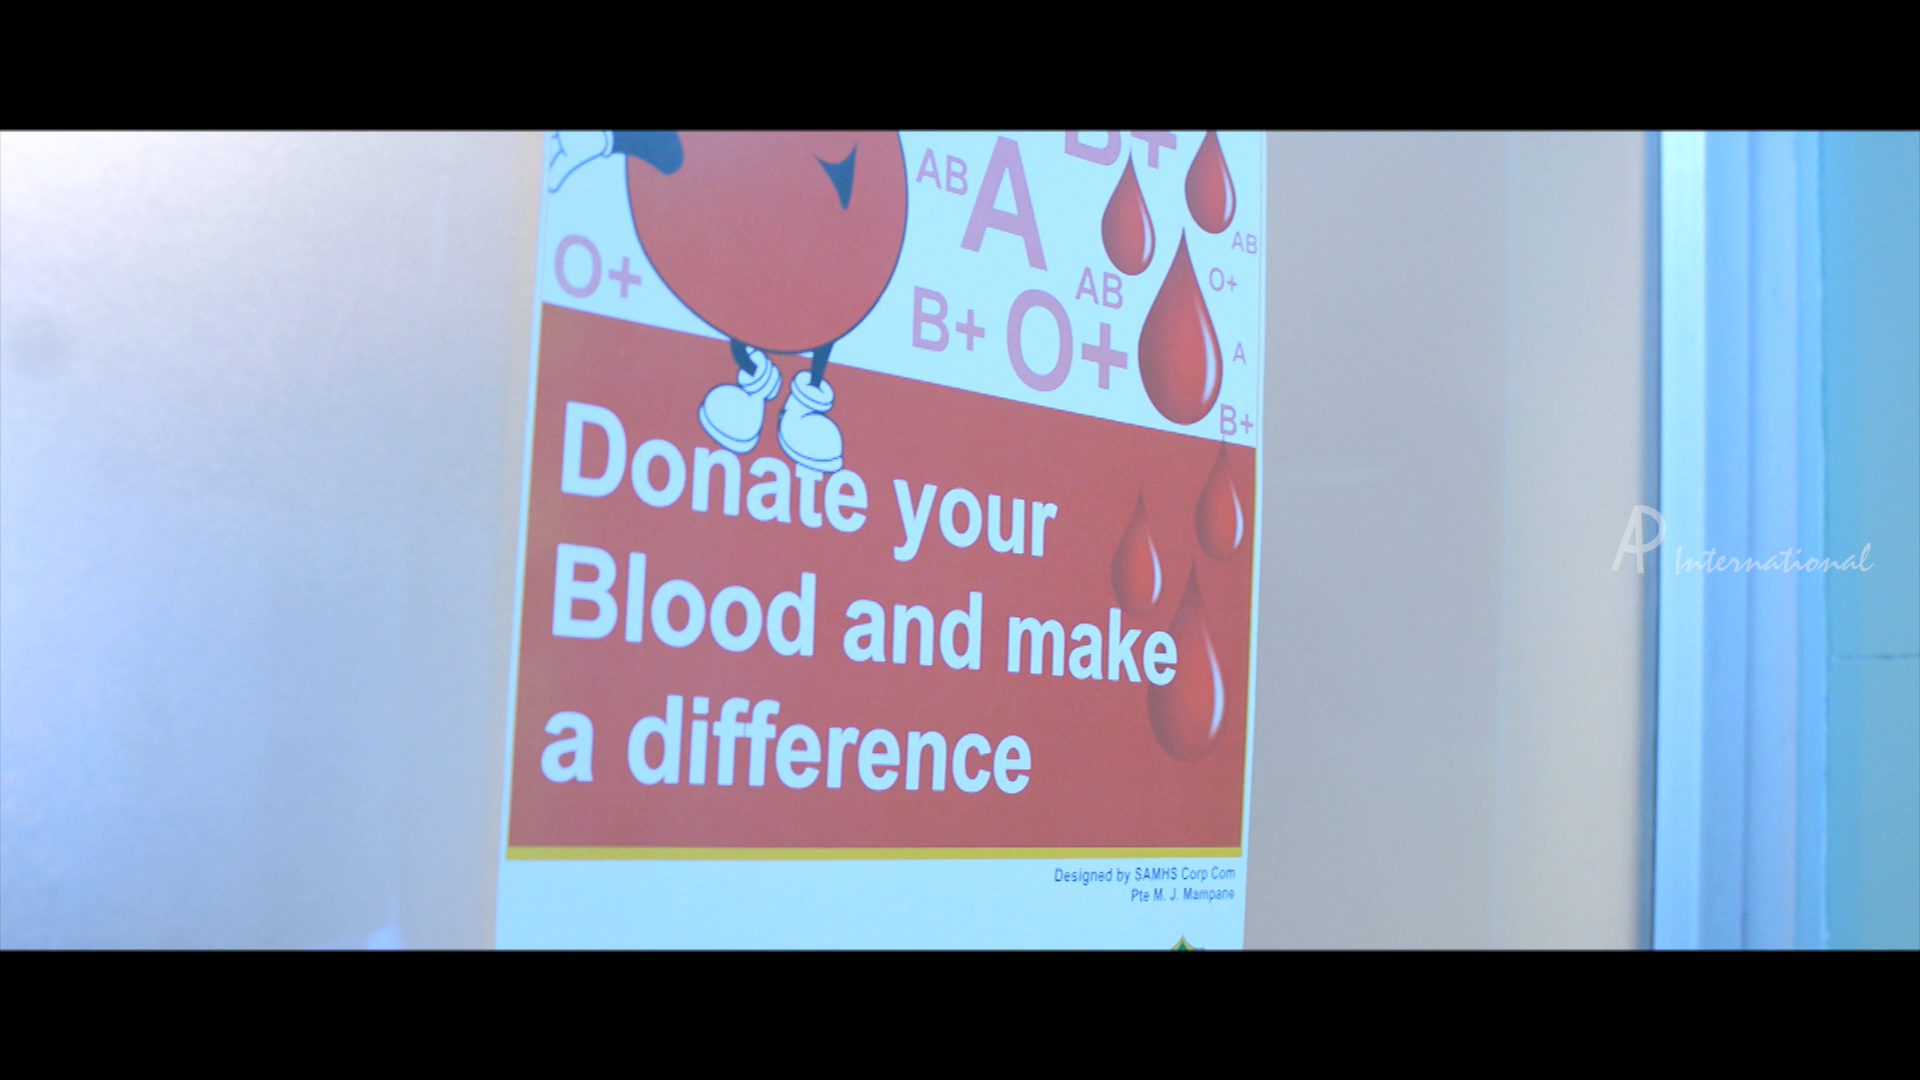 B+
AB
A
AB
O+
AB
O+
B+
O+
A
B+
Donate your
Blood and make
a difference
Designed by SAMHS Corp Com
Pte M. J. Mampane
AP International